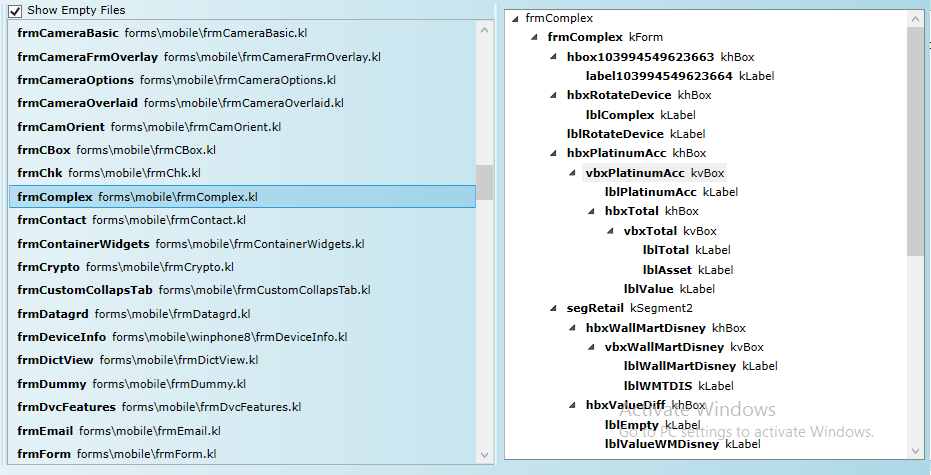 Show Empty Files
frmCameraBasic forms\mobile\frmCameraBasic.kl
frmCameraFrmOverlay forms\mobile\frmCameraFrmOverlay.kl
frmCameraOptions forms\mobile\frmCameraOptions.kl
frmCameraOverlaid forms\mobile\frmCameraOverlaid.kl
frmCamOrient forms\mobile\frmCamOrient.kl
frmCBox forms\mobile\frmCBox.kl
frmChk forms\mobile\frmChk.kl
frmComplex forms\mobile\frmComplex.kl
frmContact forms\mobile\frmContact.kl
frmContainerWidgets forms\mobile\frmContainerWidgets.kl
frmCrypto forms\mobile\frmCrypto.kl
frmCustomCollapsTab forms\mobile\frmCustomCollapsTab.kl
frmDatagrd forms\mobile\frmDatagrd.kl
frmDeviceInfo forms\mobile\winphone8\frmDeviceInfo.kl
frmDictView forms\mobile\frmDictView.kl
frmDummy forms\mobile\frmDummy.kl
frmDvcFeatures forms\mobile\frmDvcFeatures.kl
frmEmail forms\mobile\frmEmail.kl
frmForm forms\mobile\frmForm.kl
frmComplex
frmComplex kForm
hbox103994549623663 khBox
label103994549623664 kLabel
hbxRotateDevice khBox
lblComplex kLabel
lblRotateDevice kLabel
hbxPlatinumAcc khBox
vbxPlatinumAcc kvBox
lblPlatinumAcc kLabel
hbxTotal khBox
vbxTotal kvBox
lblTotal kLabel
lblAsset kLabel
lblValue kLabel
segRetail kSegment2
hbxWallMartDisney khBox
vbxWallMartDisney kvBox
lblWallMartDisney kLabel
lblWMTDIS kLabel
hbxValueDiff khBox
lblEmpty kLabel
lblValueWMDisney kLabel
Activate Windows
Go to PC settings to activate Windows.